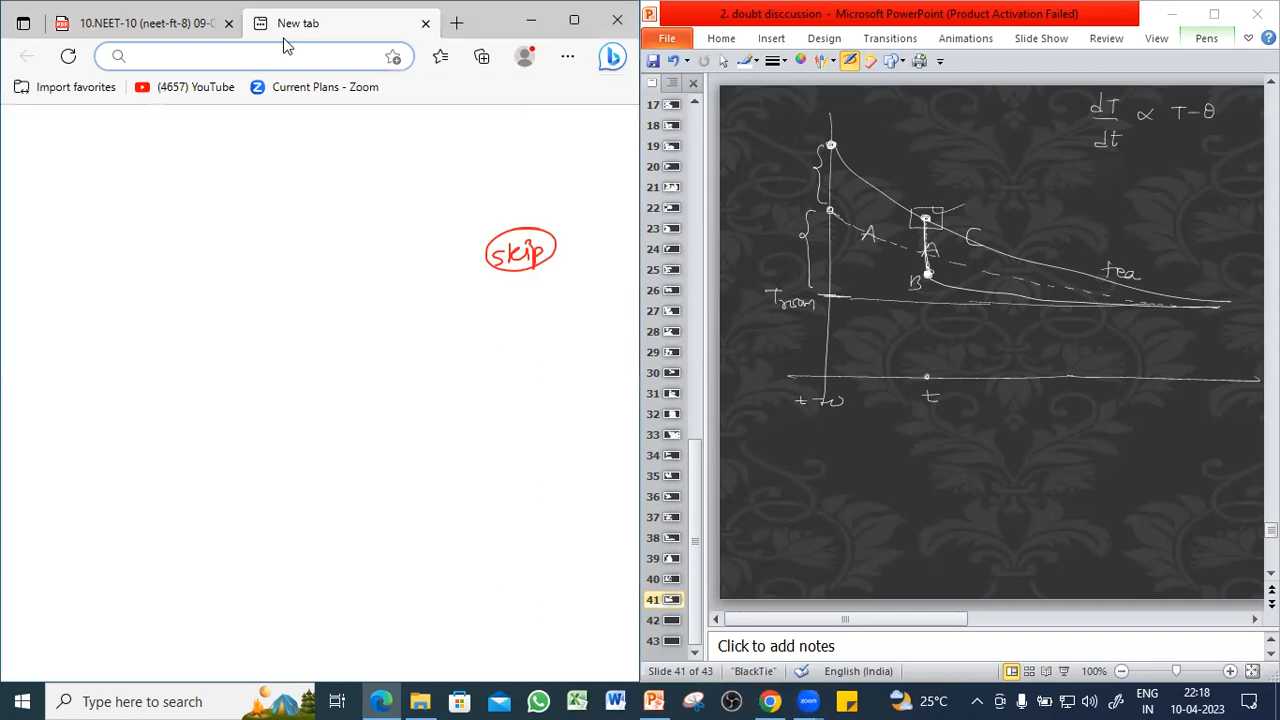 10.NEET-10 (neet-ft-8) 09-0
New tab
Import favorites
(4657) YouTube
Current Plans - Zoom
skip
2. doubt disccussion - Microsoft PowerPoint (Product Activation Failed)
File
Home
Insert
Design
Transitions
Animations
Slide Show
Review
View
Pens
17
18
19
20
21
22
23
24
25
26
27
28
29
30
31
32
33
34
35
36
37
38
39
40
41
42
43
dT
dt
∝ T-θ
A
A
C
B
tea
Troom
t
Click to add notes
Slide 41 of 43
"BlackTie"
English (India)
100%
Type here to search
25°C
ENG
IN
22:18
10-04-2023